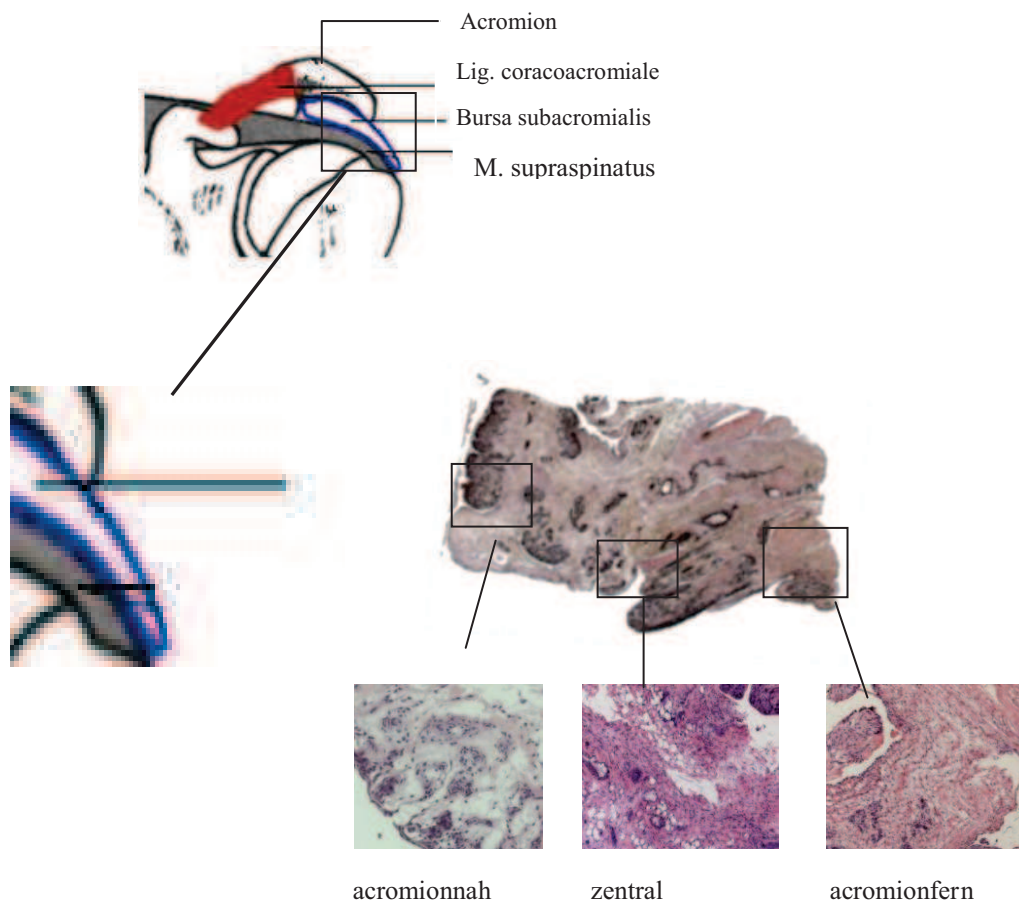 Acromion
Lig. coracoacromiale
Bursa subacromialis
M. supraspinatus
acromionnah zentral acromionfern